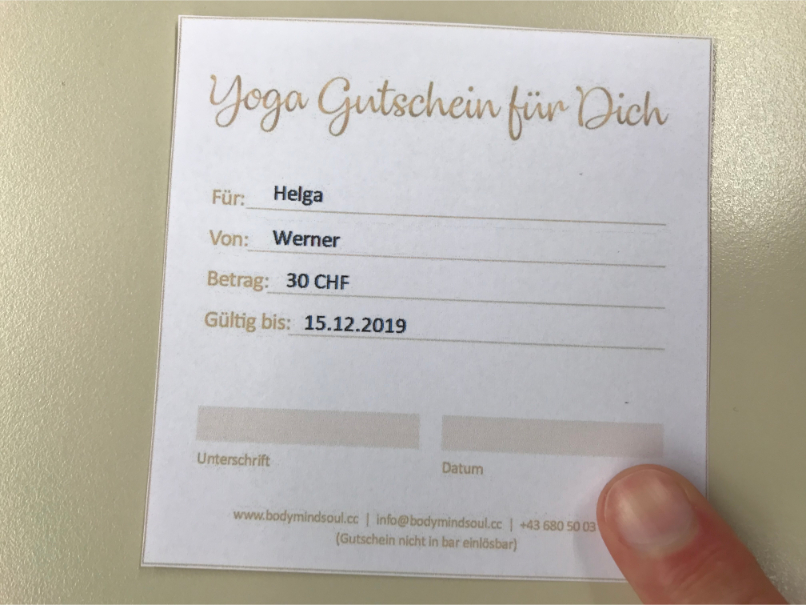 Yoga Gutschein für Dich
Für: Helga
Von: Werner
Betrag: 30 CHF
Gültig bis: 15.12.2019
Unterschrift Datum
www.bodymindsoul.cc | info@bodymindsoul.cc | +43 680 50 03
(Gutschein nicht in bar einlösbar)